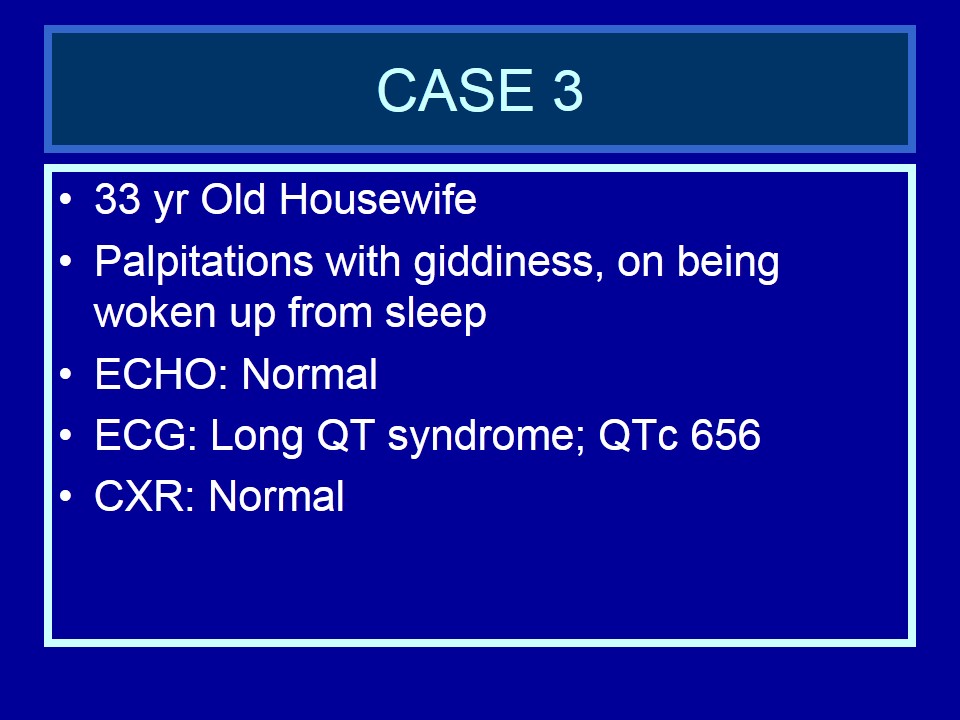 CASE 3
• 33 yr Old Housewife
• Palpitations with giddiness, on being
woken up from sleep
• ECHO: Normal
• ECG: Long QT syndrome; QTc 656
• CXR: Normal